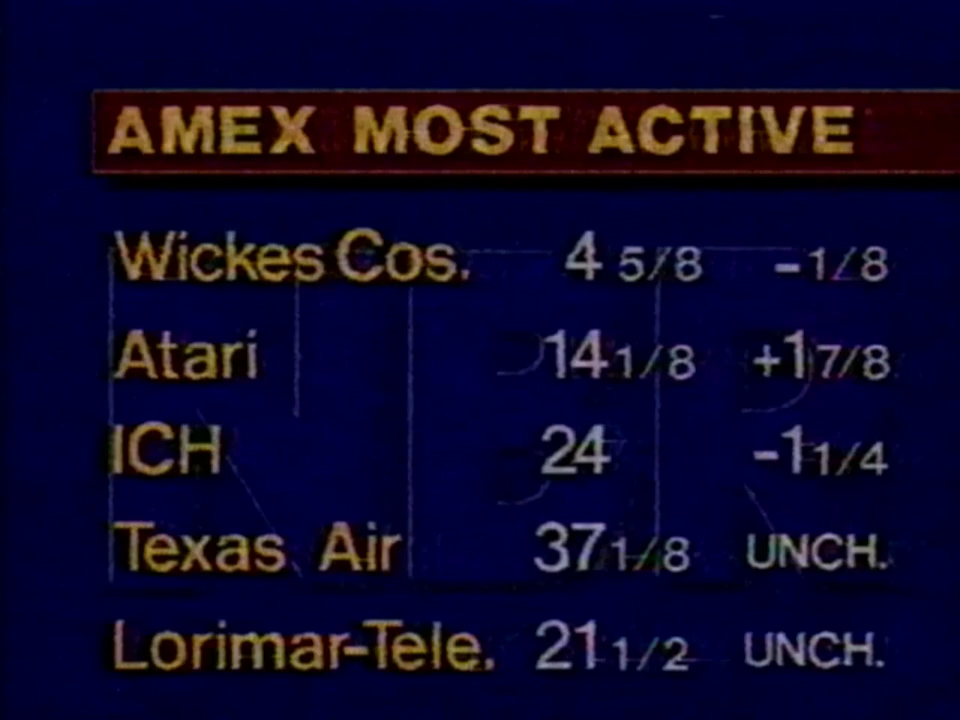 AMEX MOST ACTIVE
Wickes Cos. 4 5/8 -1/8
Atari 14 1/8 +1 7/8
ICH 24 -1 1/4
Texas Air 37 1/8 UNCH.
Lorimar-Tele. 21 1/2 UNCH.